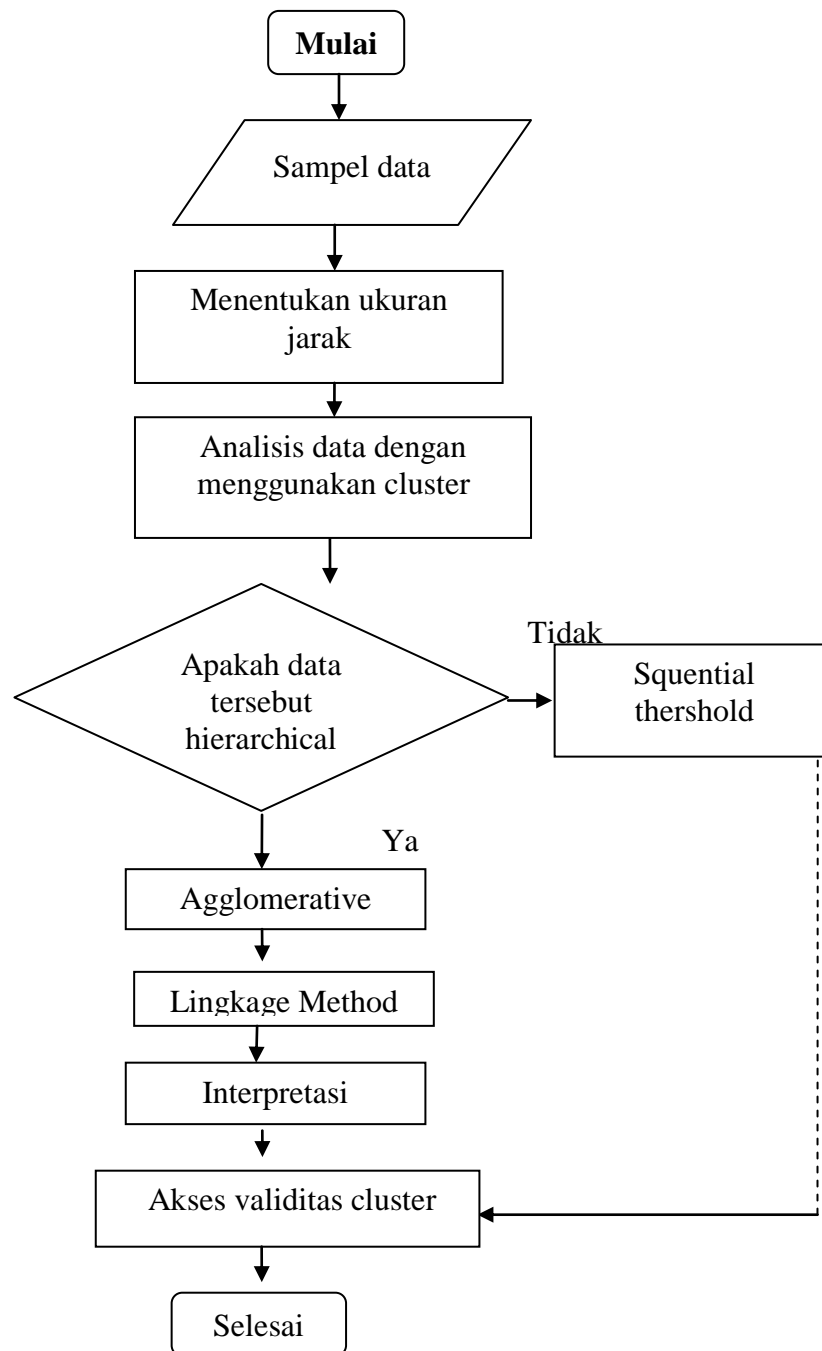 Mulai
Sampel data
Menentukan ukuran
jarak
Analisis data dengan
menggunakan cluster
Apakah data
tersebut
hierarchical
Tidak
Squential
thershold
Ya
Agglomerative
Lingkage Method
Interpretasi
Akses validitas cluster
Selesai